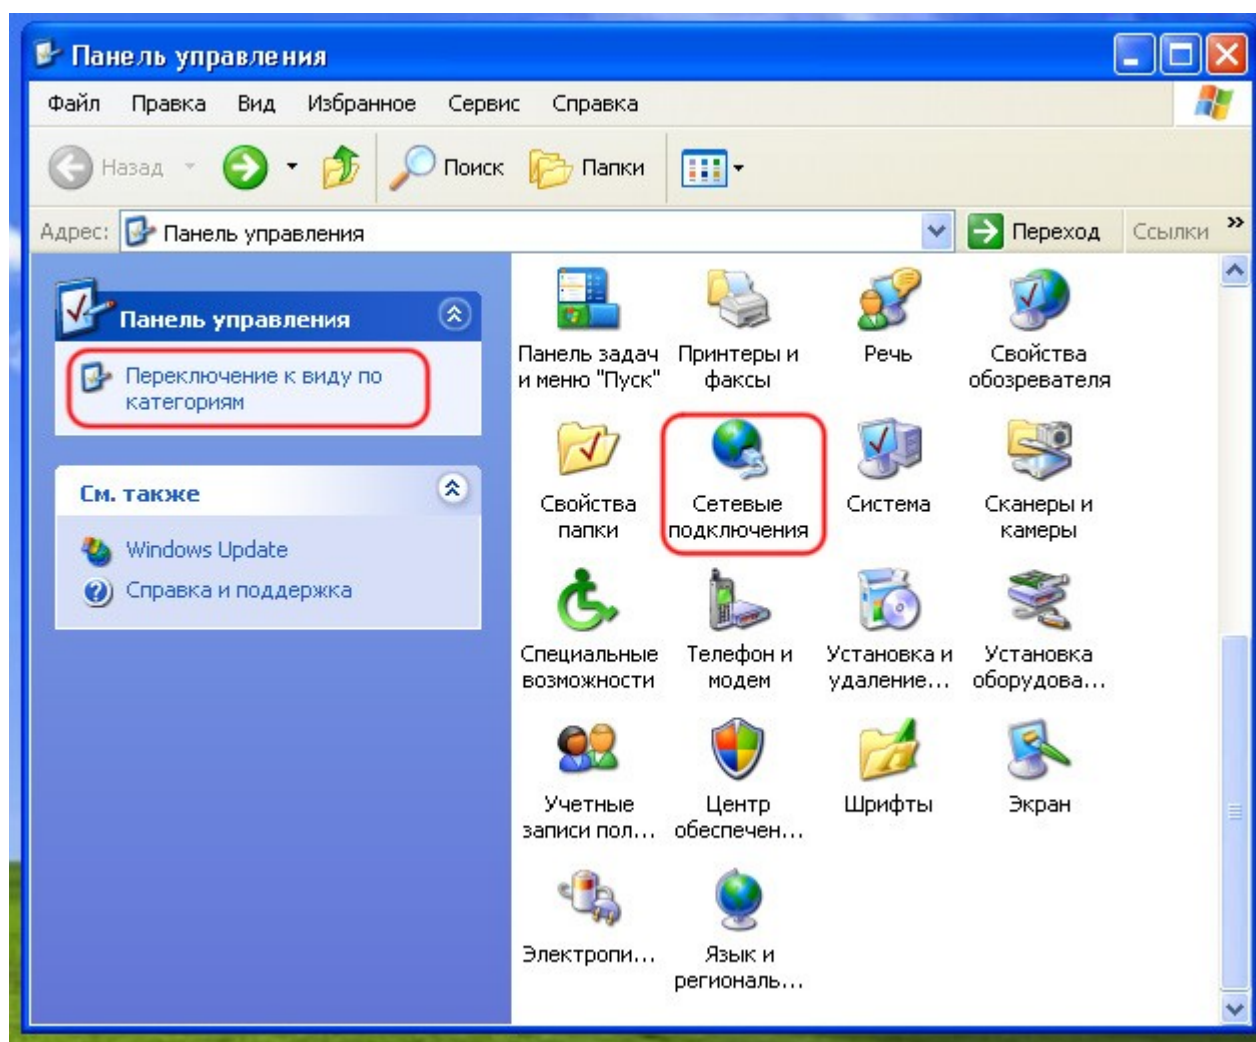 Панель управления
Файл Правка Вид Избранное Сервис Справка
Назад Поиск Папки
Адрес: Панель управления Переход Ссылки »
Панель управления
Переключение к виду по
категориям
См. также
Windows Update
Справка и поддержка
Панель задач
и меню "Пуск"
Принтеры и
факсы
Речь
Свойства
обозревателя
Свойства
папки
Сетевые
подключения
Система
Сканеры и
камеры
Специальные
возможности
Телефон и
модем
Установка и
удаление...
Установка
оборудова...
Учетные
записи пол...
Центр
обеспечен...
Шрифты
Экран
Электропи...
Язык и
региональ...